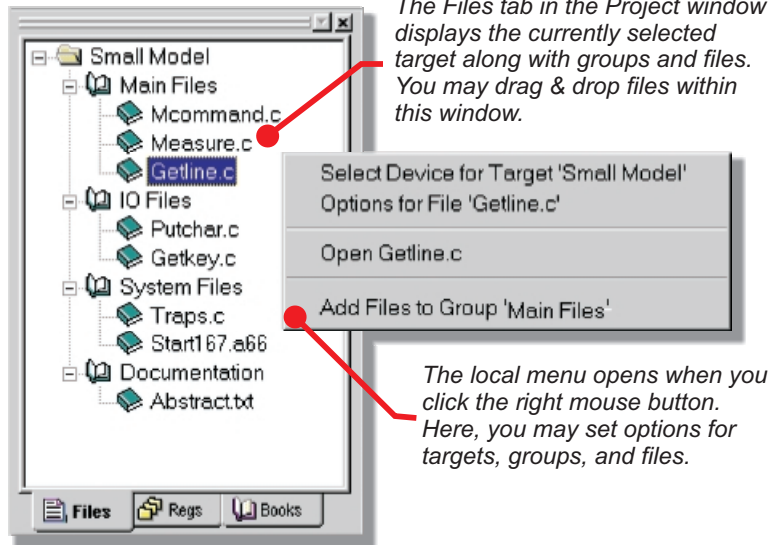 The Files tab in the Project window
displays the currently selected
target along with groups and files.
You may drag & drop files within
this window.
Small Model
Main Files
Mcommand.c
Measure.c
Getline.c
IO Files
Putchar.c
Getkey.c
System Files
Traps.c
Start167.a66
Documentation
Abstract.txt
Select Device for Target 'Small Model'
Options for File 'Getline.c'
Open Getline.c
Add Files to Group 'Main Files'
The local menu opens when you
click the right mouse button.
Here, you may set options for
targets, groups, and files.
Files
Regs
Books